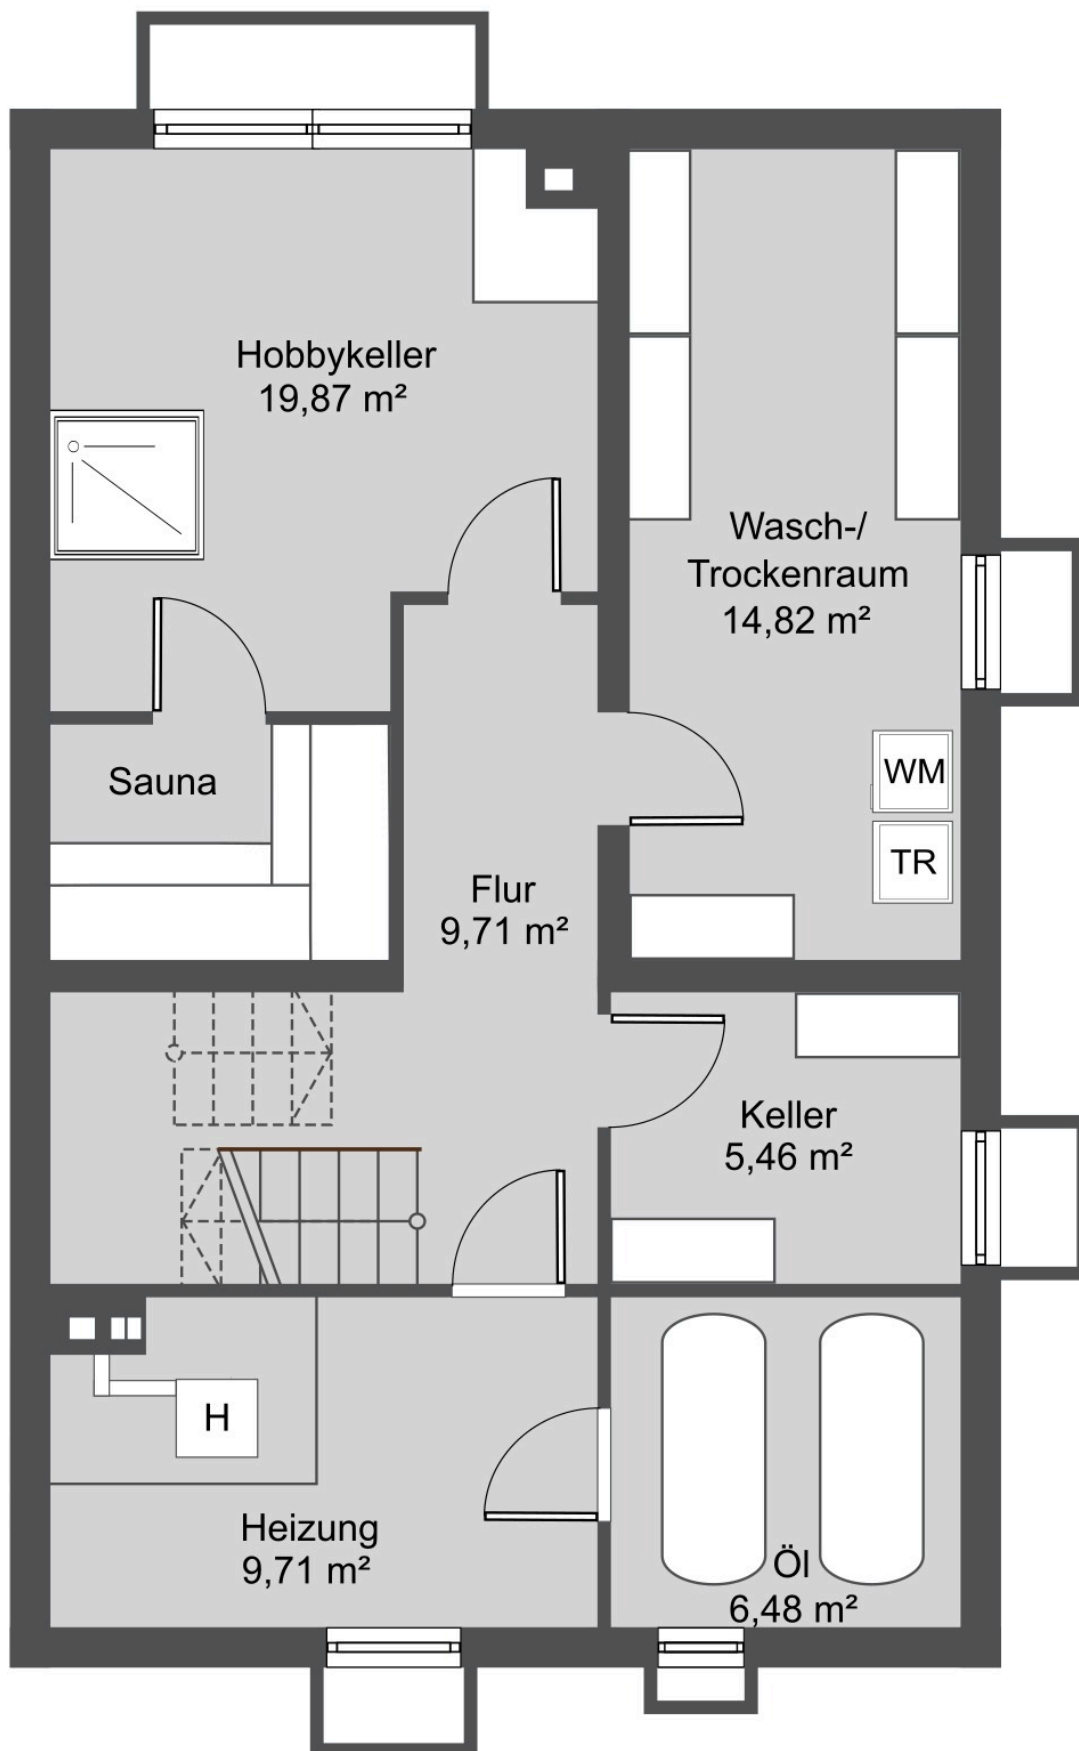 Hobbykeller
19,87 m²
Wasch-/
Trockenraum
14,82 m²
WM
Sauna
TR
Flur
9,71 m²
Keller
5,46 m²
H
Heizung
9,71 m²
Öl
6,48 m²